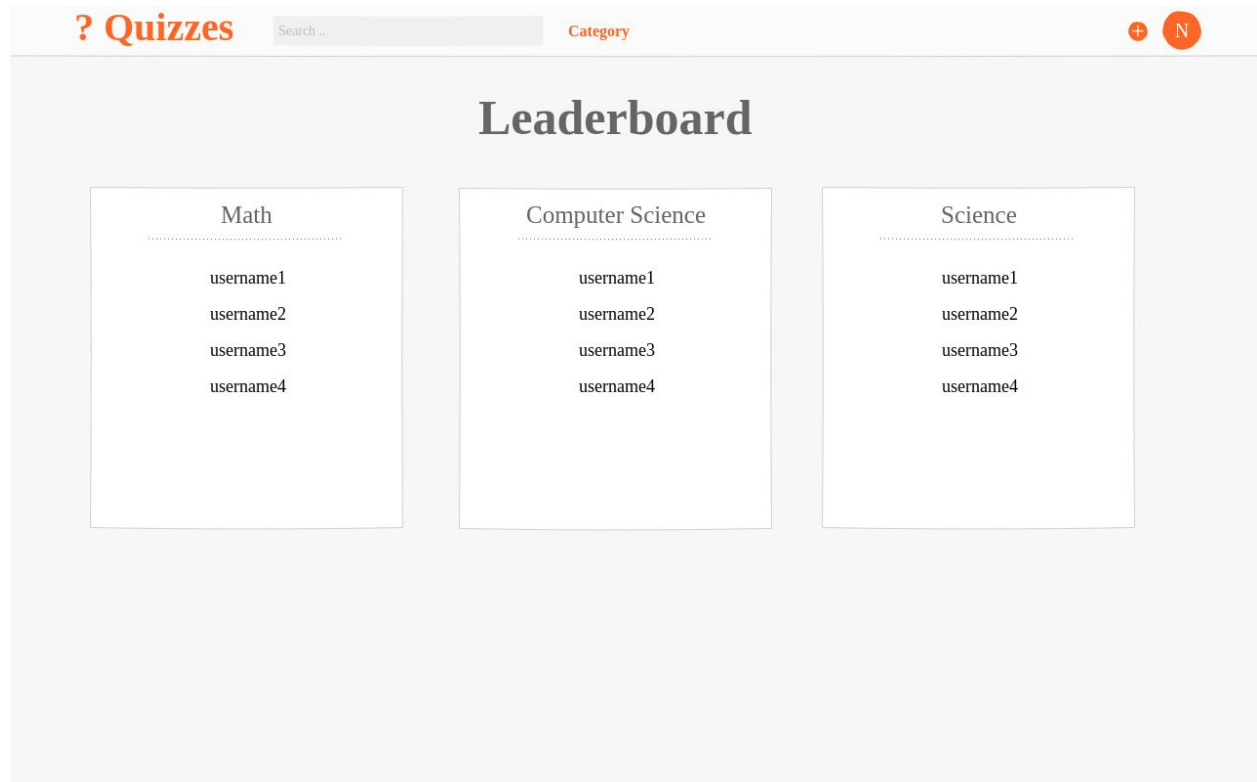 ? Quizzes
Search ..
Category
+
N
Leaderboard
Math
username1
username2
username3
username4
Computer Science
username1
username2
username3
username4
Science
username1
username2
username3
username4